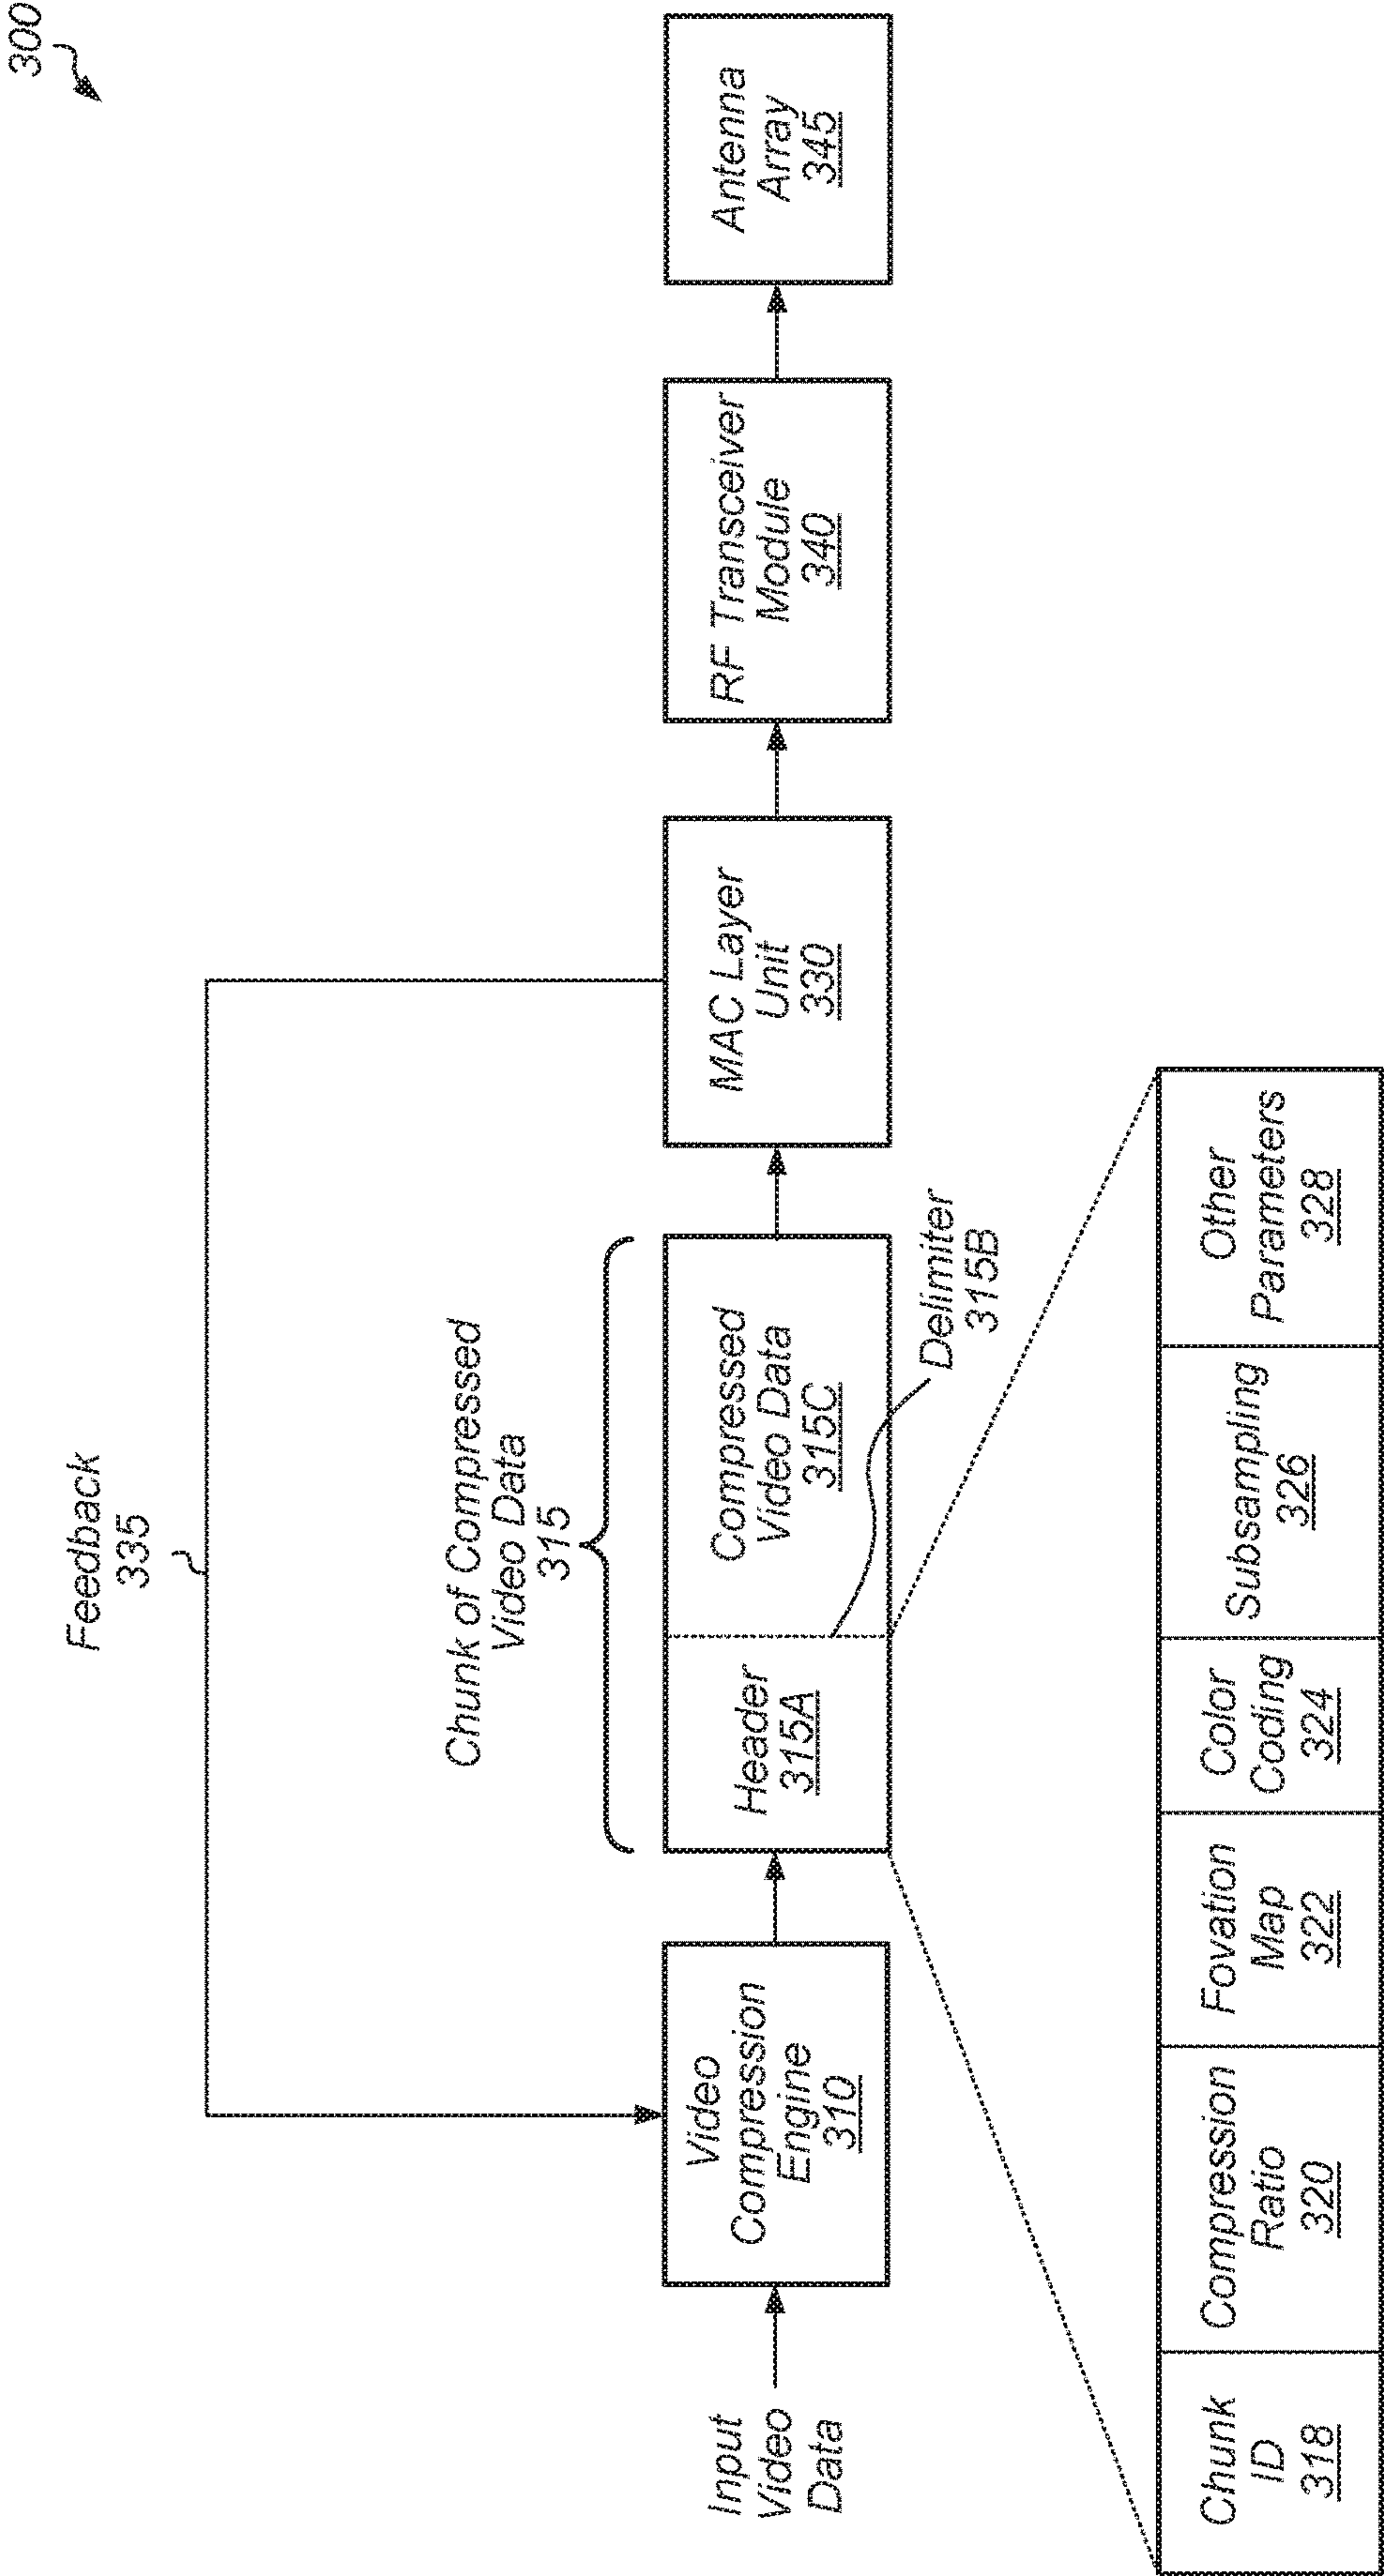 300
Feedback
335
Chunk of Compressed
Video Data
315
Input
Video
Data
Video
Compression
Engine
310
Header
315A
Compressed
Video Data
315C
Delimiter
315B
MAC Layer
Unit
330
RF Transceiver
Module
340
Antenna
Array
345
Chunk
ID
318
Compression
Ratio
320
Fovation
Map
322
Color
Coding
324
Subsampling
326
Other
Parameters
328